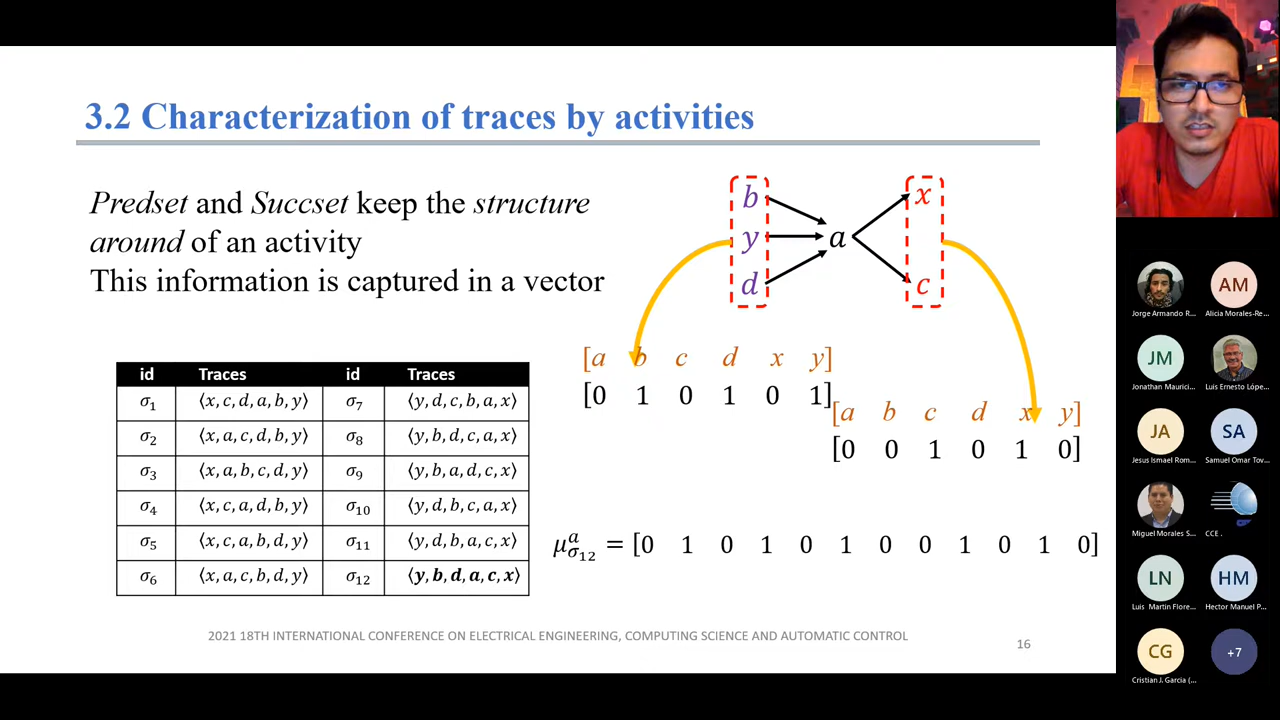 3.2 Characterization of traces by activities
Predset and Succset keep the structure
around of an activity
This information is captured in a vector
b
y
d
a
x
c
[a b c d x y]
[0 1 0 1 0 1]
[a b c d x y]
[0 0 1 0 1 0]
id Traces id Traces
σ1 ⟨x, c, d, a, b, y⟩ σ7 ⟨y, d, c, b, a, x⟩
σ2 ⟨x, a, c, d, b, y⟩ σ8 ⟨y, b, d, c, a, x⟩
σ3 ⟨x, a, b, c, d, y⟩ σ9 ⟨y, b, a, d, c, x⟩
σ4 ⟨x, c, a, d, b, y⟩ σ10 ⟨y, d, b, c, a, x⟩
σ5 ⟨x, c, a, b, d, y⟩ σ11 ⟨y, d, b, a, c, x⟩
σ6 ⟨x, a, c, b, d, y⟩ σ12 ⟨y, b, d, a, c, x⟩
μ^a_σ12 = [0 1 0 1 0 1 0 0 1 0 1 0]
2021 18TH INTERNATIONAL CONFERENCE ON ELECTRICAL ENGINEERING, COMPUTING SCIENCE AND AUTOMATIC CONTROL
16
AM
Jorge Armando R... Alicia Morales-Re...
JM
Jonathan Maurici... Luis Ernesto Lópe...
JA SA
Jesus Ismael Rom... Samuel Omar Tov...
Miguel Morales S... CCE .
LN HM
Luis Martin Flore... Hector Manuel P...
CG +7
Cristian J. Garcia (...